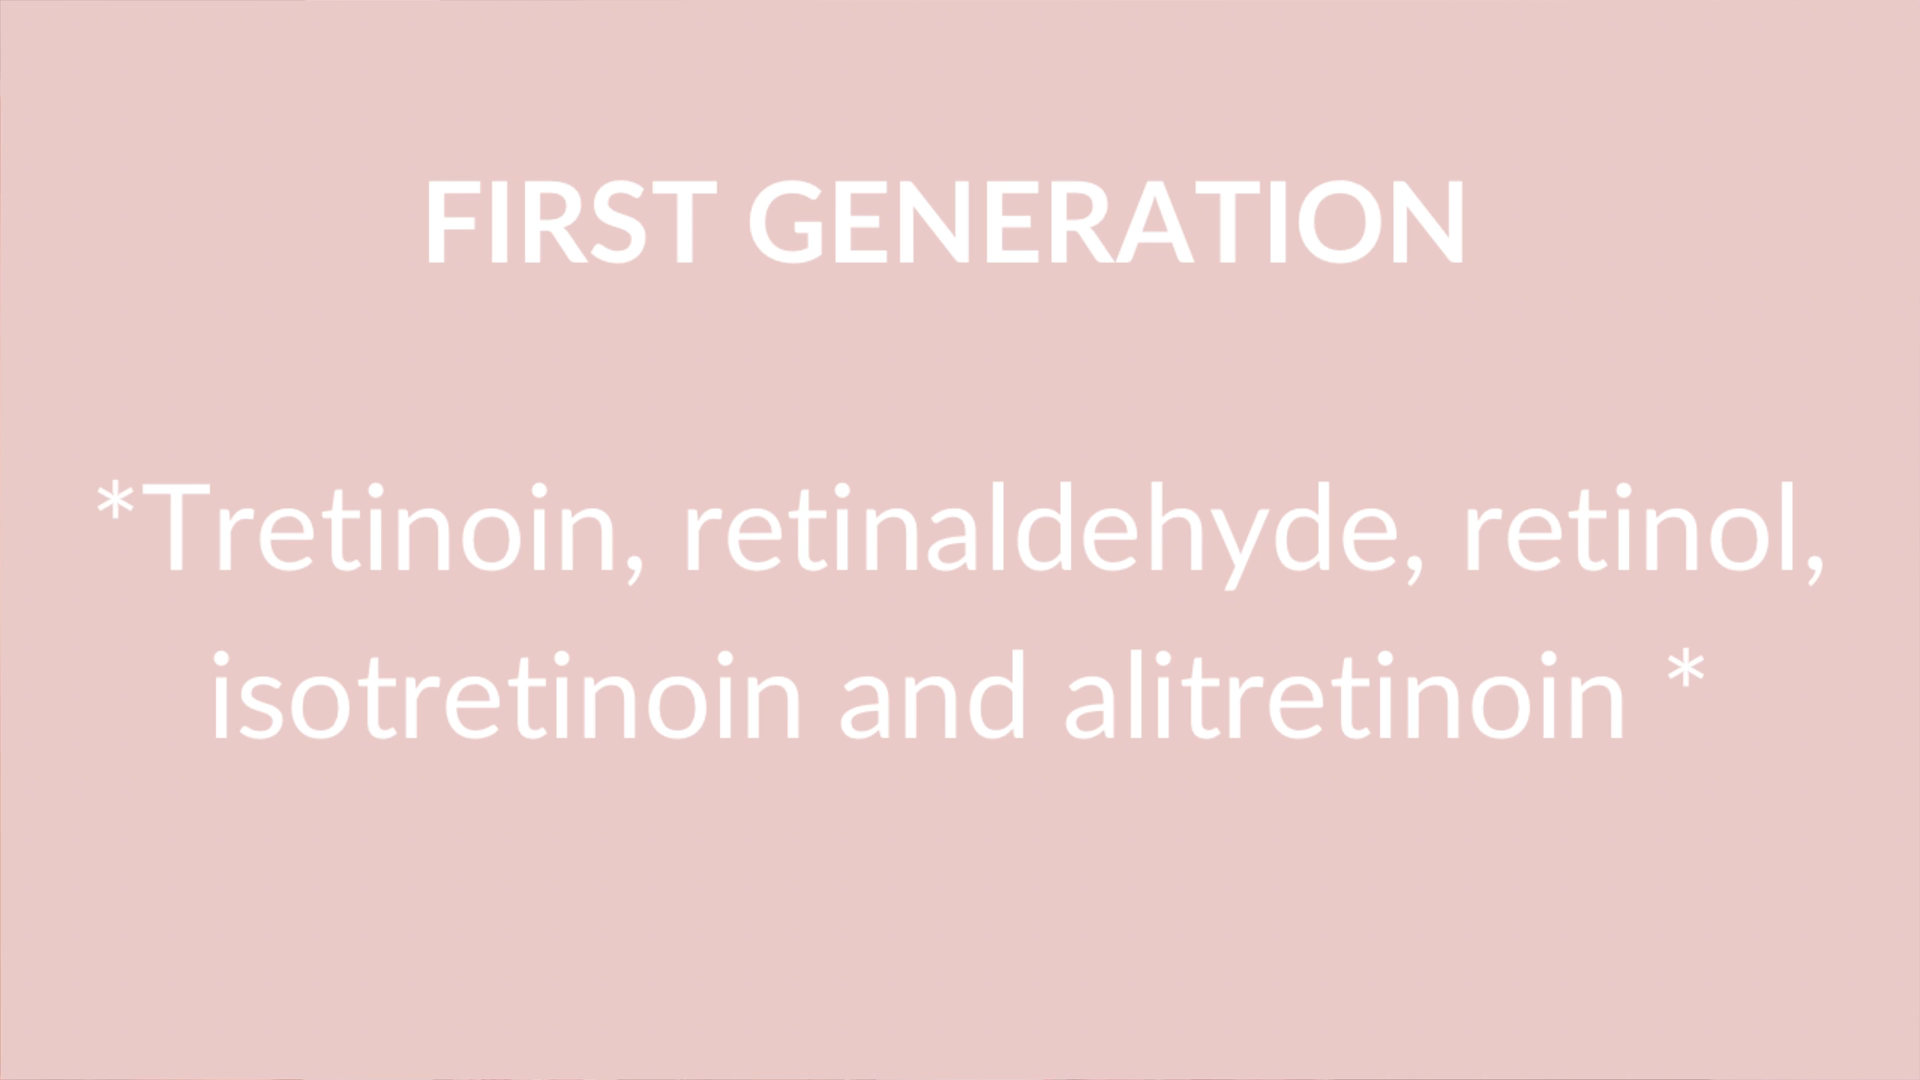 FIRST GENERATION
*Tretinoin, retinaldehyde, retinol,
isotretinoin and alitretinoin *